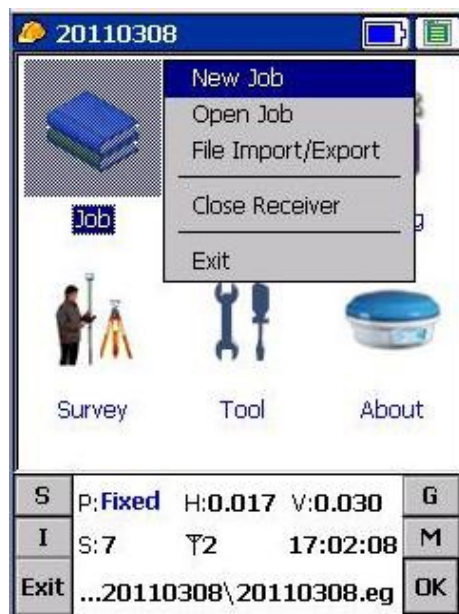 20110308
New Job
Open Job
File Import/Export
Close Receiver
Exit
Job
g
Survey
Tool
About
S
P:Fixed H:0.017 V:0.030
G
I
S:7 2 17:02:08
M
Exit
...20110308\20110308.eg
OK